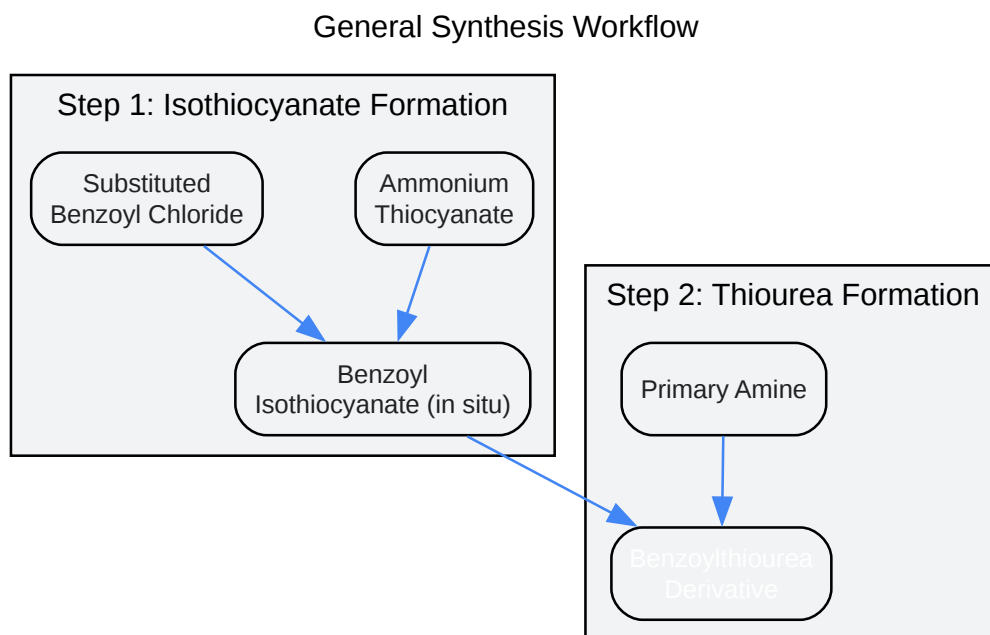 General Synthesis Workflow
Step 1: Isothiocyanate Formation
Substituted
Benzoyl Chloride
Ammonium
Thiocyanate
Benzoyl
Isothiocyanate (in situ)
Step 2: Thiourea Formation
Primary Amine
Benzoylthiourea
Derivative